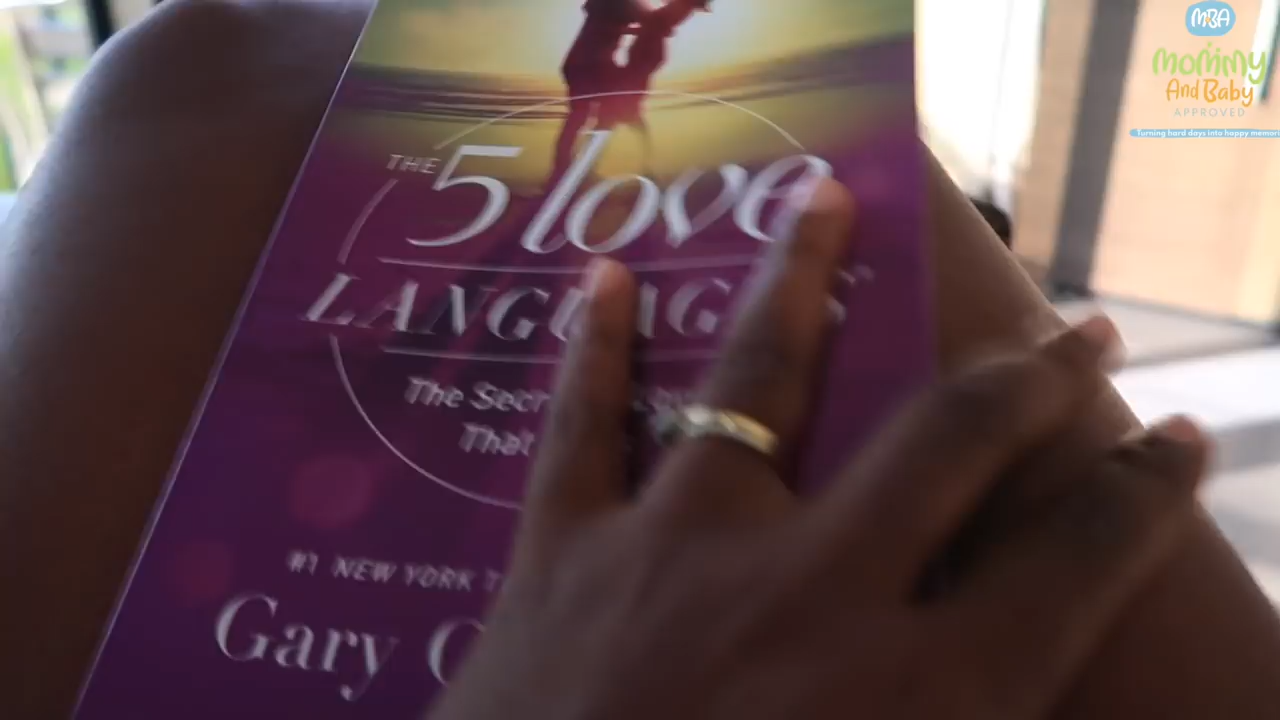 THE
5 love
LANGUAGES
The Secr
That
#1 NEW YORK T
Gary C
MBA
Mommy
And Baby
APPROVED
Turning hard days into happy memori